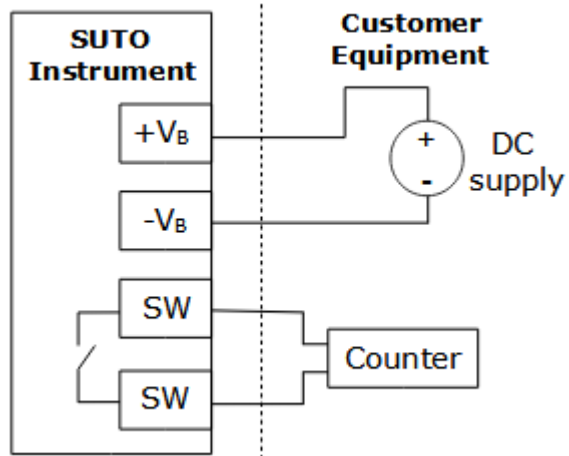 SUTO
Instrument
Customer
Equipment
+VB
+
DC
supply
-
-VB
SW
Counter
SW